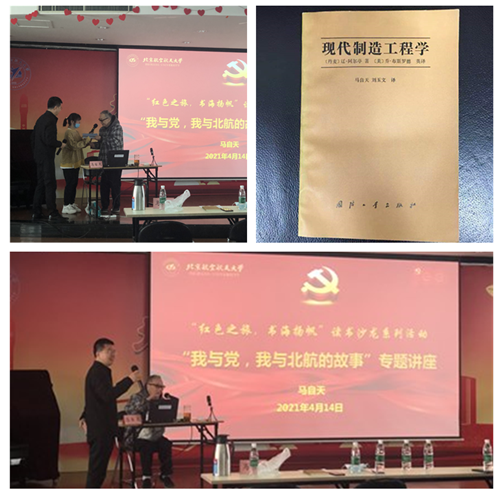 北京航空航天大学
"红色之旅,书海扬帆"
"我与党,我与北航的故
马自天
2021年4月14
现代制造工程学
马自天 译
国防工业出版社
北京航空航天大学
"红色之旅,书海扬帆"读书沙龙系列活动
"我与党,我与北航的故事"专题讲座
马自天
2021年4月14日